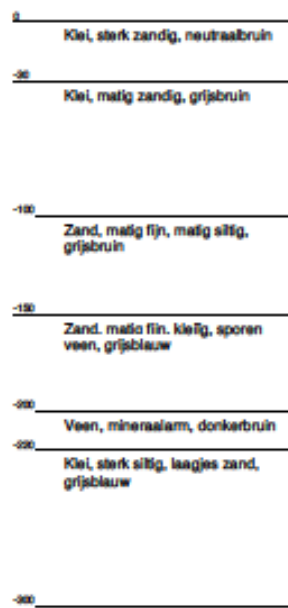 0
Klei, sterk zandig, neutraalbruin
-30
Klei, matig zandig, grijsbruin
-100
Zand, matig fijn, matig siltig,
grijsbruin
-150
Zand, matig fijn, kleiïg, sporen
veen, grijsblauw
-200
Veen, mineraalarm, donkerbruin
-220
Klei, sterk siltig, laagjes zand,
grijsblauw
-300